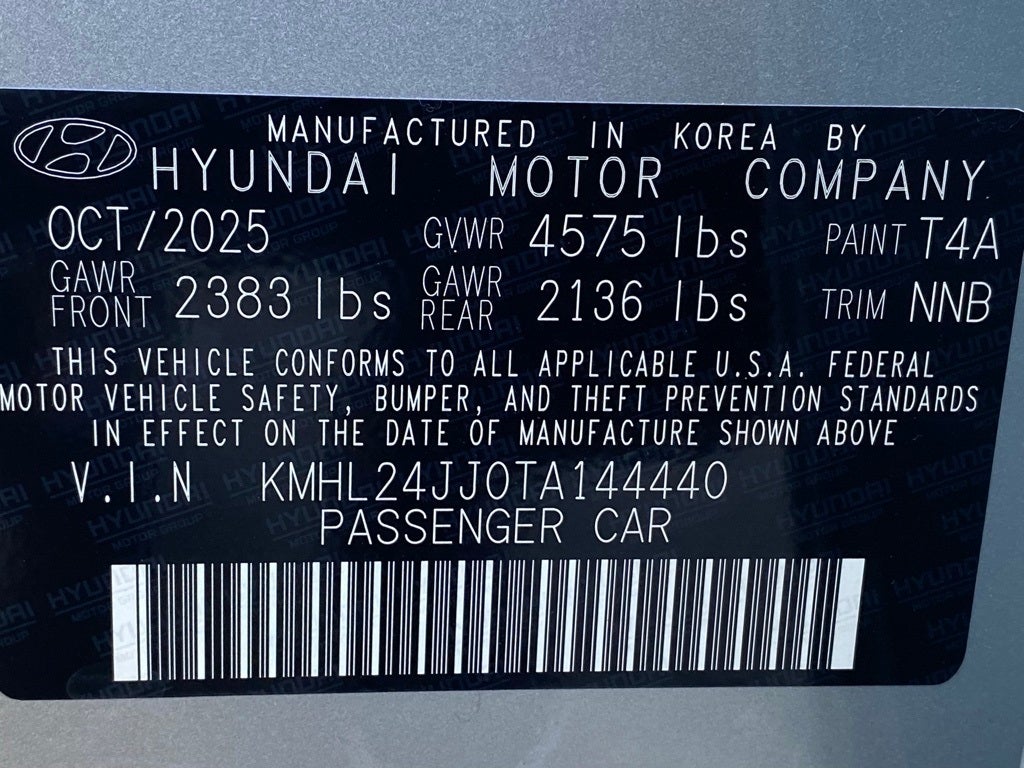 MANUFACTURED IN KOREA BY
HYUNDAI MOTOR COMPANY
OCT/2025 GVWR 4575 lbs PAINT T4A
GAWR FRONT 2383 lbs GAWR REAR 2136 lbs TRIM NNB
THIS VEHICLE CONFORMS TO ALL APPLICABLE U.S.A. FEDERAL
MOTOR VEHICLE SAFETY, BUMPER, AND THEFT PREVENTION STANDARDS
IN EFFECT ON THE DATE OF MANUFACTURE SHOWN ABOVE
V.I.N KMHL24JJ0TA144440
PASSENGER CAR